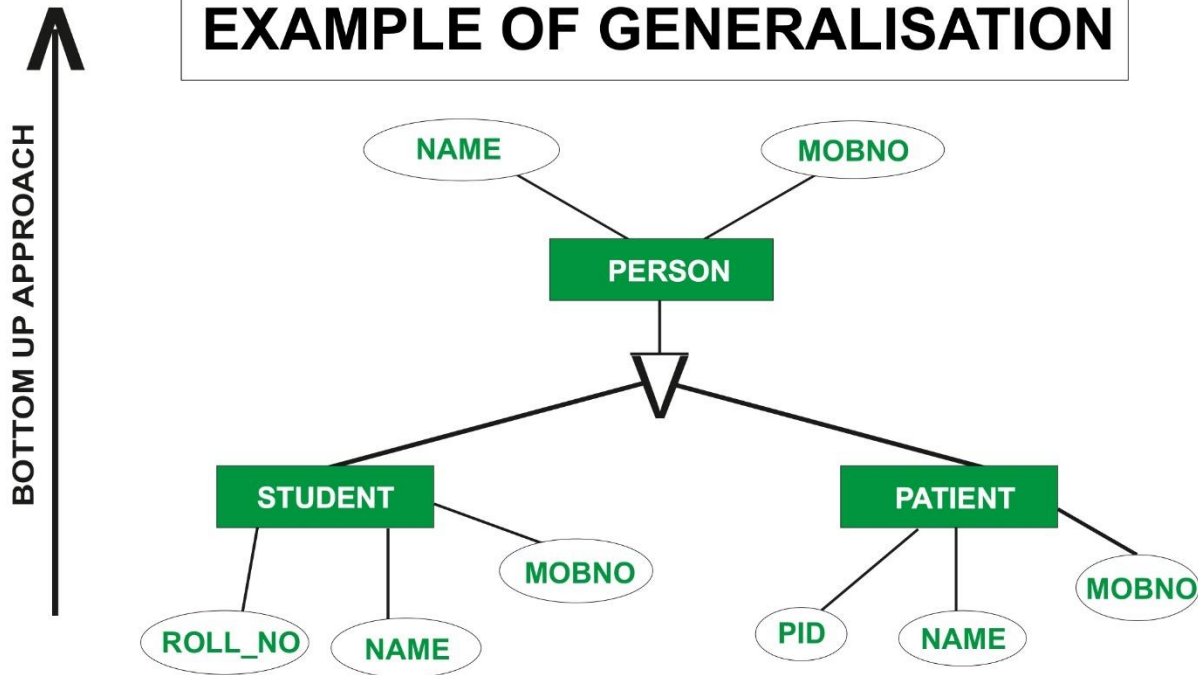 EXAMPLE OF GENERALISATION
BOTTOM UP APPROACH
NAME
MOBNO
PERSON
STUDENT
PATIENT
MOBNO
MOBNO
ROLL_NO
NAME
PID
NAME